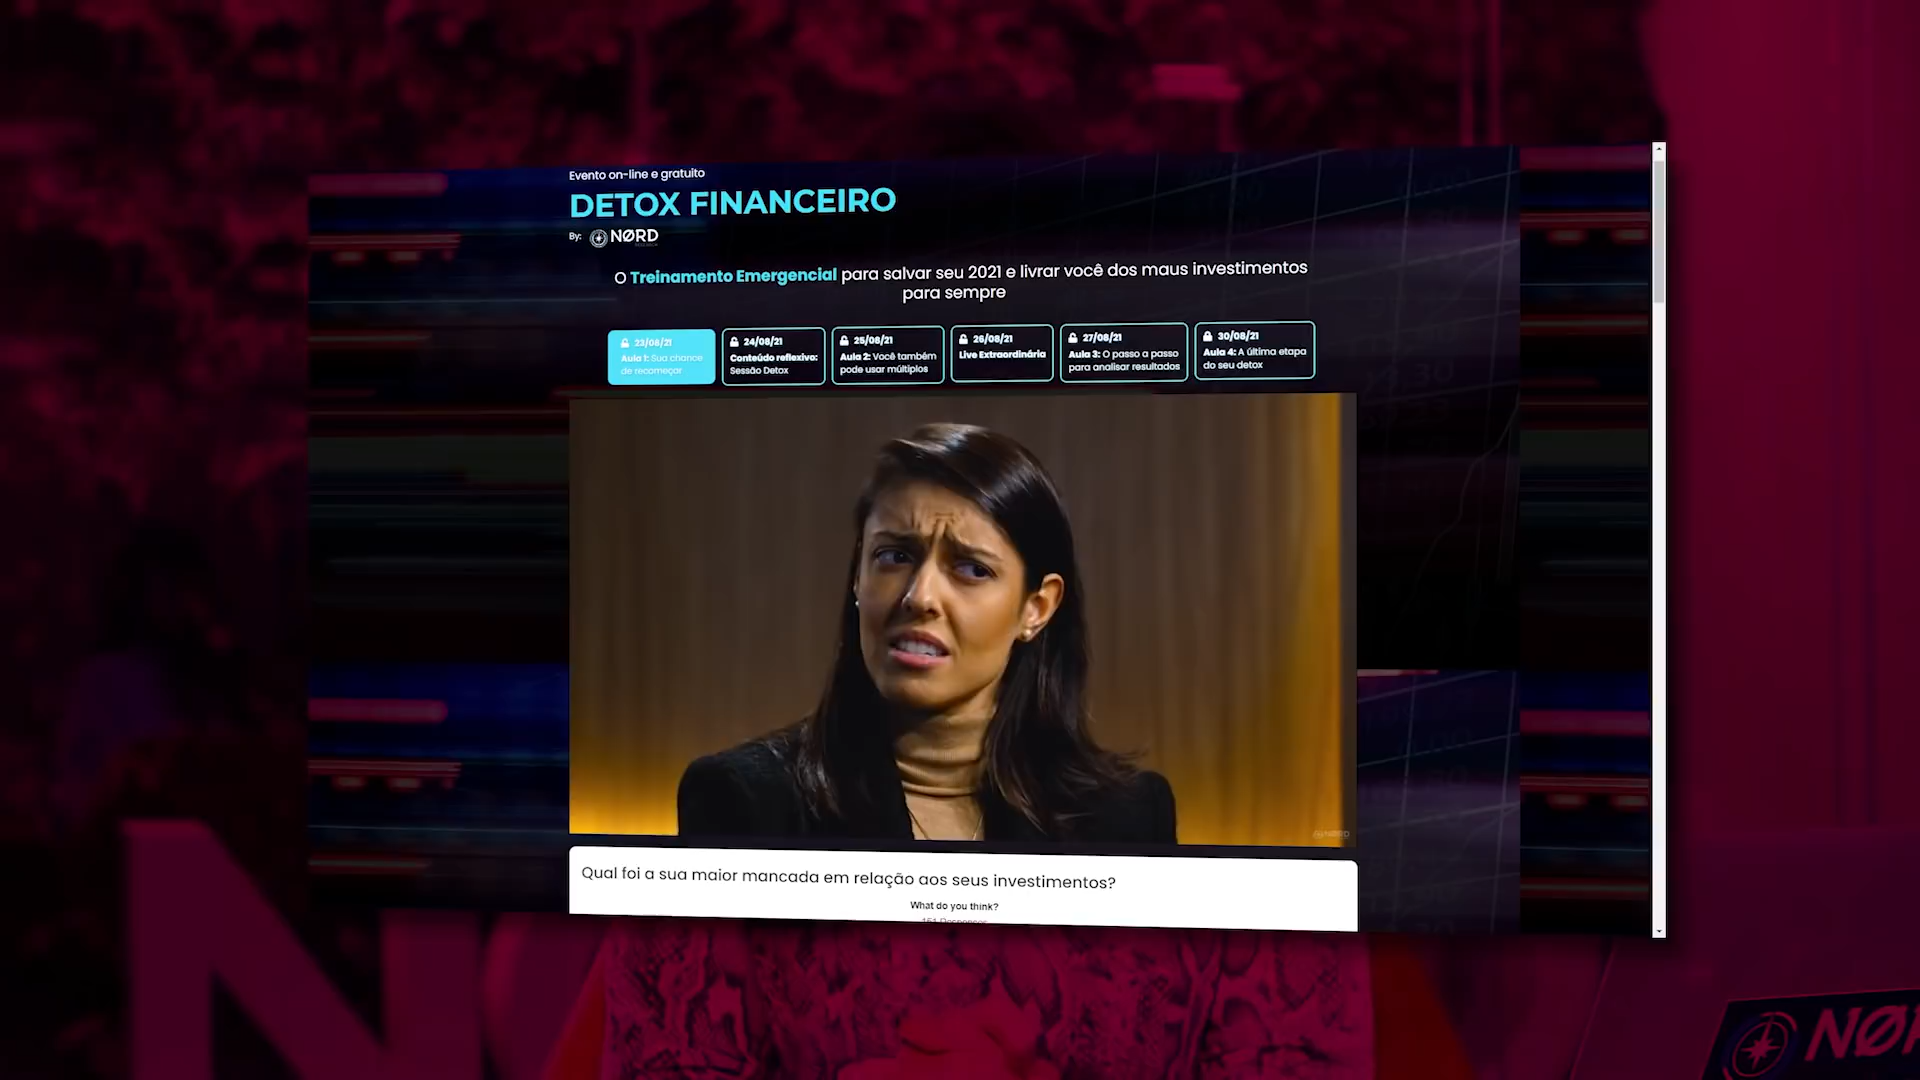 Evento on-line e gratuito
DETOX FINANCEIRO
By: NØRD
RESEARCH
O Treinamento Emergencial para salvar seu 2021 e livrar você dos maus investimentos
para sempre
23/08/21
Aula 1: Sua chance
de recomeçar
24/08/21
Conteúdo reflexivo:
Sessão Detox
25/08/21
Aula 2: Você também
pode usar múltiplos
26/08/21
Live Extraordinária
27/08/21
Aula 3: O passo a passo
para analisar resultados
30/08/21
Aula 4: A última etapa
do seu detox
NØRD
Qual foi a sua maior mancada em relação aos seus investimentos?
What do you think?
151 Responses